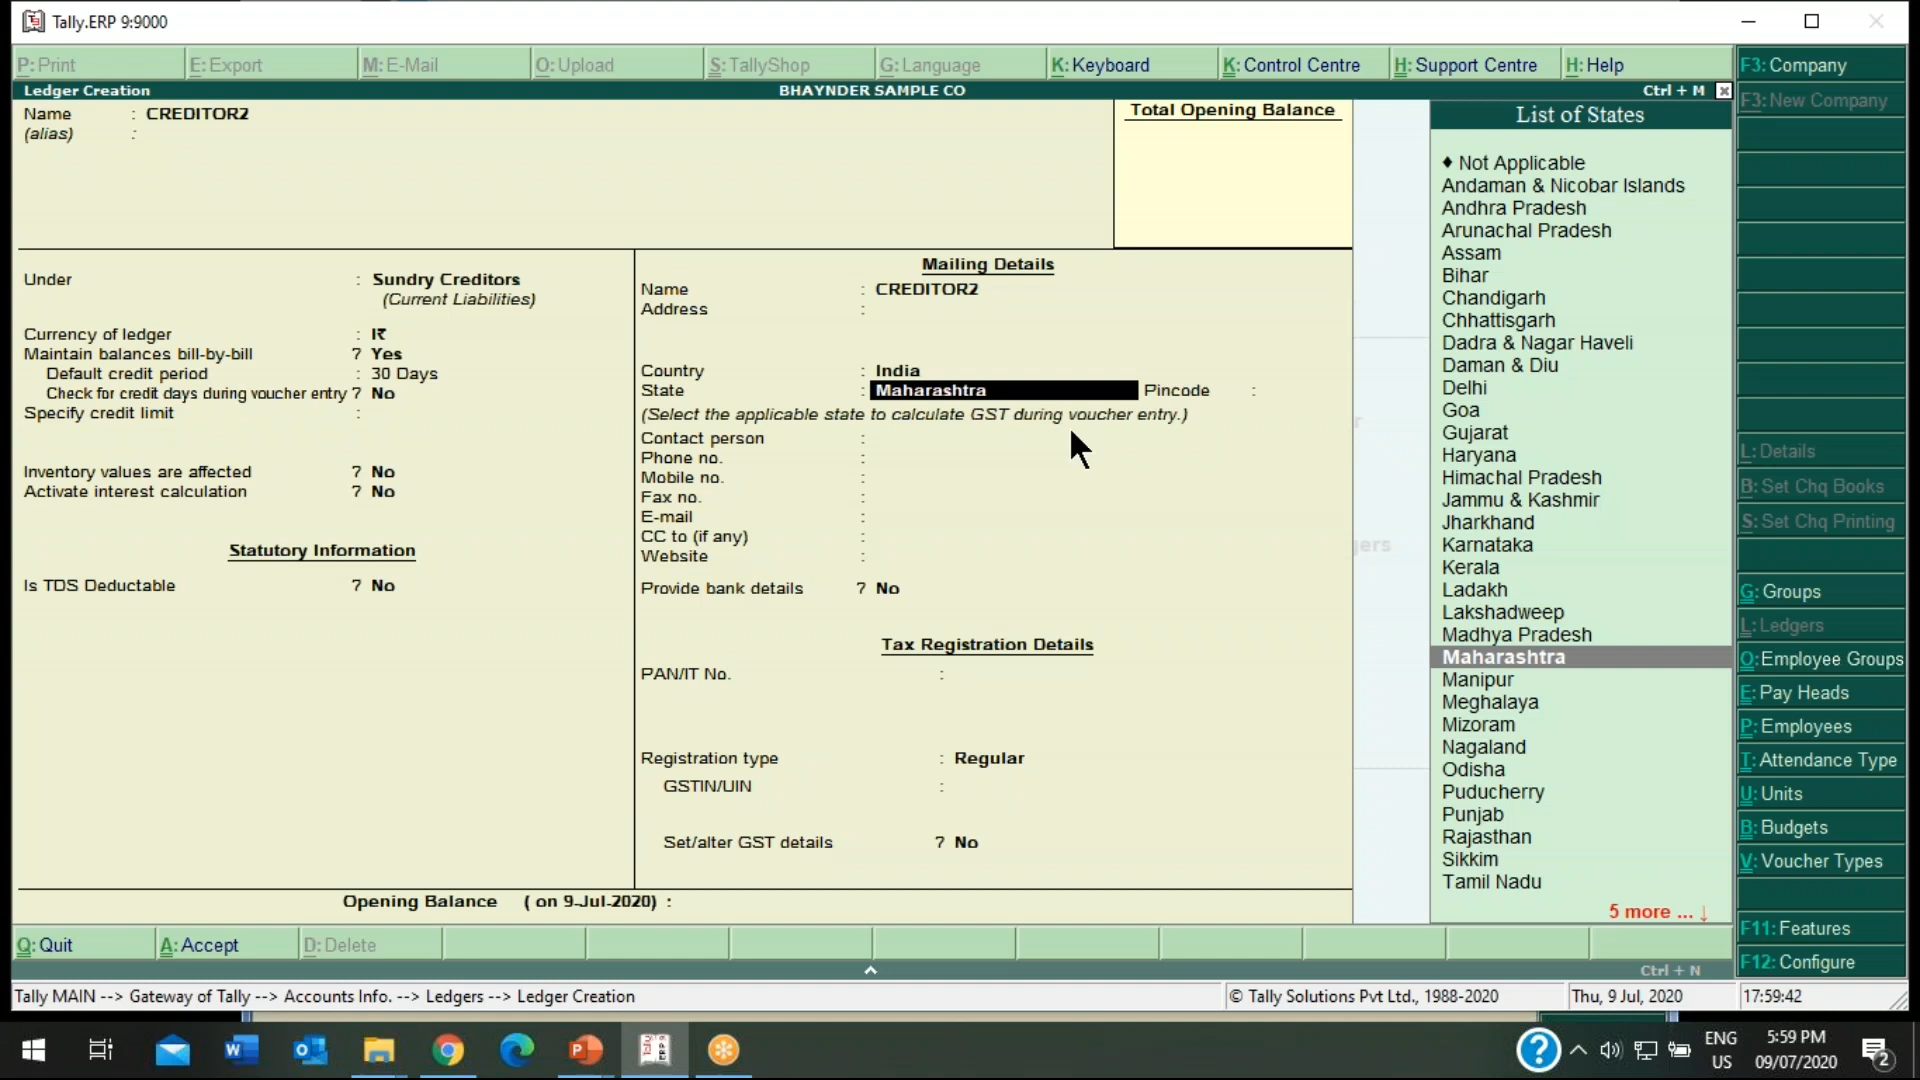 Tally.ERP 9:9000
P: Print
E: Export
M: E-Mail
O: Upload
S: TallyShop
G: Language
K: Keyboard
K: Control Centre
H: Support Centre
H: Help
Ledger Creation
BHAYNDER SAMPLE CO
Ctrl + M
Name : CREDITOR2
(alias) :
Total Opening Balance
Under : Sundry Creditors
(Current Liabilities)
Currency of ledger : I₹
Maintain balances bill-by-bill ? Yes
Default credit period : 30 Days
Check for credit days during voucher entry ? No
Specify credit limit :
Inventory values are affected ? No
Activate interest calculation ? No
Statutory Information
Is TDS Deductable ? No
Mailing Details
Name : CREDITOR2
Address :
Country : India
State : Maharashtra Pincode :
(Select the applicable state to calculate GST during voucher entry.)
Contact person :
Phone no. :
Mobile no. :
Fax no. :
E-mail :
CC to (if any) :
Website :
Provide bank details ? No
Tax Registration Details
PAN/IT No. :
Registration type : Regular
GSTIN/UIN :
Set/alter GST details ? No
Opening Balance ( on 9-Jul-2020) :
List of States
♦ Not Applicable
Andaman & Nicobar Islands
Andhra Pradesh
Arunachal Pradesh
Assam
Bihar
Chandigarh
Chhattisgarh
Dadra & Nagar Haveli
Daman & Diu
Delhi
Goa
Gujarat
Haryana
Himachal Pradesh
Jammu & Kashmir
Jharkhand
Karnataka
Kerala
Ladakh
Lakshadweep
Madhya Pradesh
Maharashtra
Manipur
Meghalaya
Mizoram
Nagaland
Odisha
Puducherry
Punjab
Rajasthan
Sikkim
Tamil Nadu
5 more ... ↓
F3: Company
F3: New Company
L: Details
B: Set Chq Books
S: Set Chq Printing
G: Groups
L: Ledgers
O: Employee Groups
E: Pay Heads
P: Employees
T: Attendance Type
U: Units
B: Budgets
V: Voucher Types
F11: Features
F12: Configure
Q: Quit
A: Accept
D: Delete
Ctrl + N
Tally MAIN --> Gateway of Tally --> Accounts Info. --> Ledgers --> Ledger Creation
© Tally Solutions Pvt Ltd., 1988-2020
Thu, 9 Jul, 2020
17:59:42
ENG
US
5:59 PM
09/07/2020
2